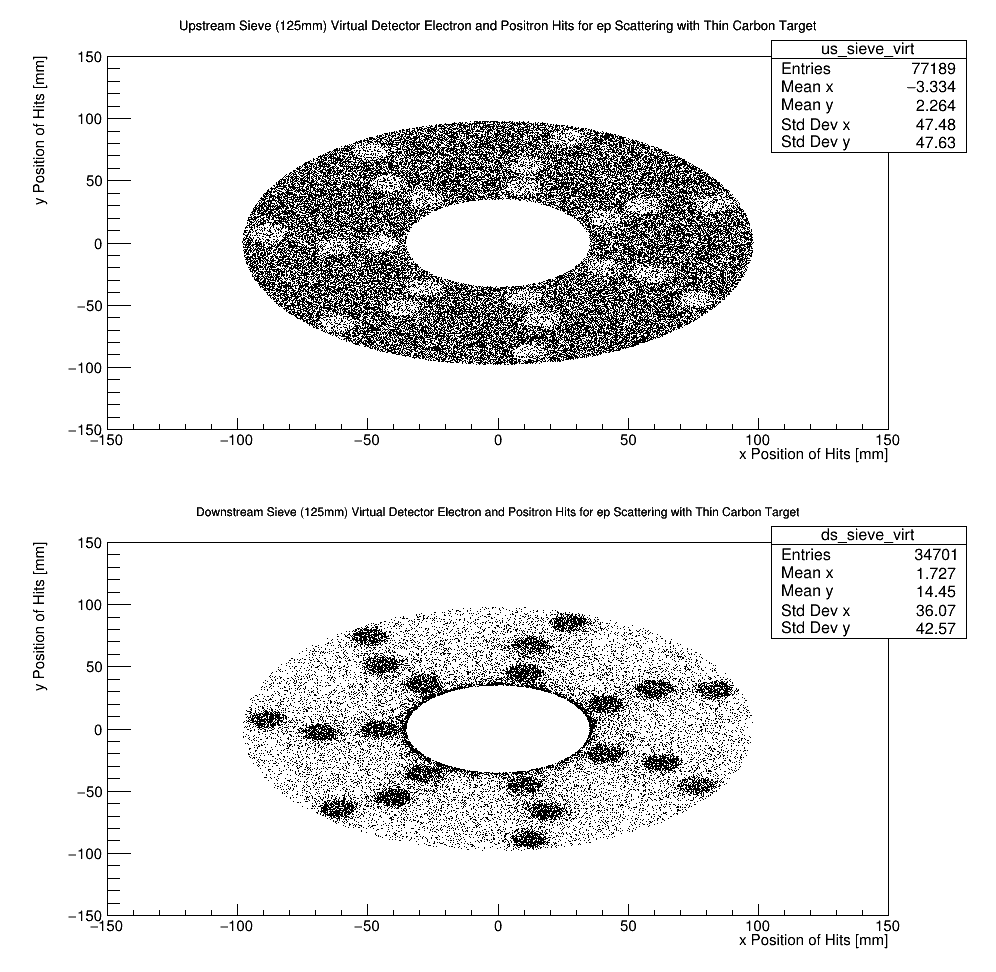 Upstream Sieve (125mm) Virtual Detector Electron and Positron Hits for ep Scattering with Thin Carbon Target
us_sieve_virt
Entries 77189
Mean x −3.334
Mean y 2.264
Std Dev x 47.48
Std Dev y 47.63
y Position of Hits [mm]
150
100
50
0
−50
−100
−150
−150 −100 −50 0 50 100 150
x Position of Hits [mm]
Downstream Sieve (125mm) Virtual Detector Electron and Positron Hits for ep Scattering with Thin Carbon Target
ds_sieve_virt
Entries 34701
Mean x 1.727
Mean y 14.45
Std Dev x 36.07
Std Dev y 42.57
y Position of Hits [mm]
150
100
50
0
−50
−100
−150
−150 −100 −50 0 50 100 150
x Position of Hits [mm]